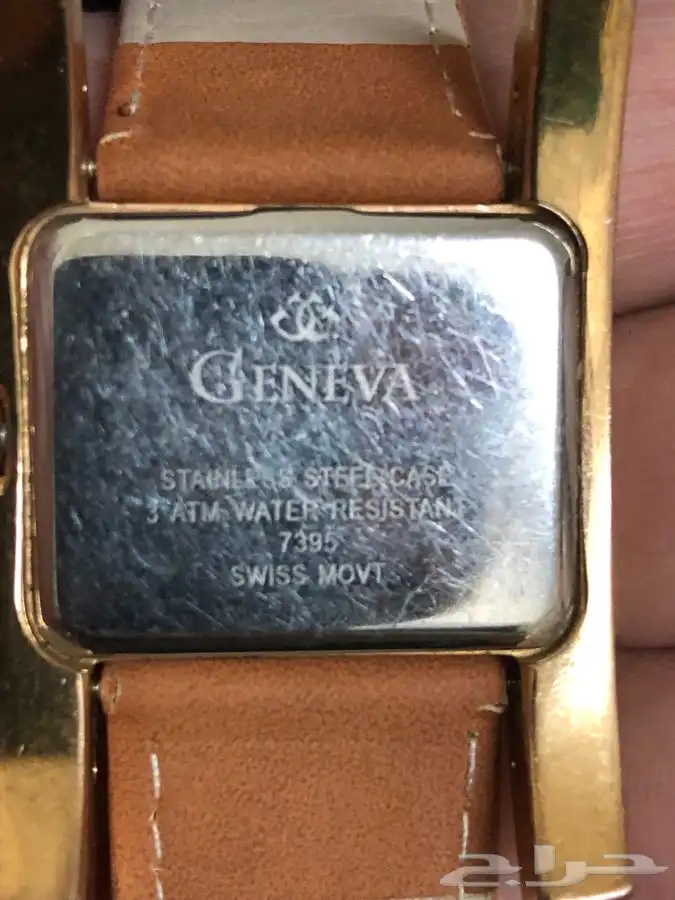 GENEVA
STAINLESS STEEL CASE
3 ATM WATER RESISTANT
7395
SWISS MOVT
حراج